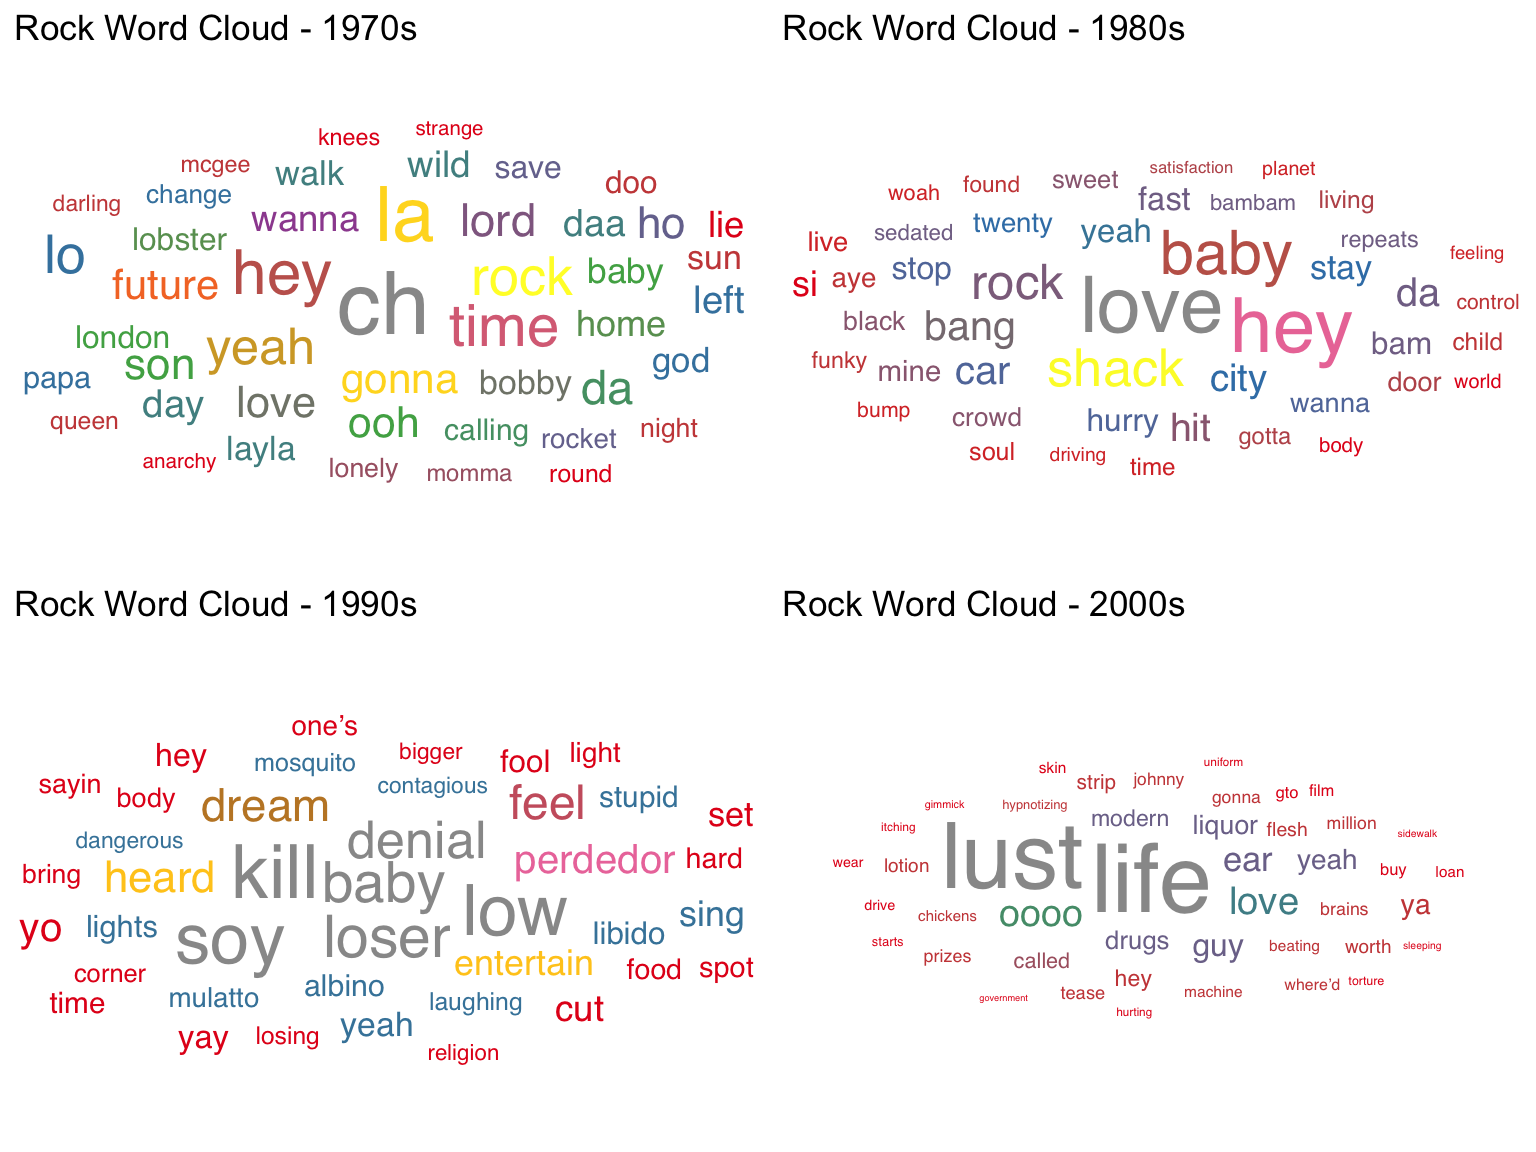 Rock Word Cloud - 1970s
knees strange
mcgee walk wild save
darling change doo
wanna la lord daa ho lie
lobster
lo hey rock baby sun
future ch left
time home
london yeah
son god
papa gonna bobby da
day love
queen ooh calling rocket night
layla
anarchy lonely momma round
Rock Word Cloud - 1980s
satisfaction planet
woah found sweet fast bambam living
live sedated twenty yeah baby repeats feeling
si aye stop rock stay
love hey da control
black bang bam child
funky mine car shack city door world
bump crowd hurry hit wanna
gotta body
soul driving time
Rock Word Cloud - 1990s
one’s
hey mosquito bigger fool light
sayin body contagious stupid
dream feel set
dangerous denial
bring heard kill baby perdedor hard
yo lights soy loser low libido sing
corner entertain food spot
time mulatto albino laughing cut
yay losing yeah
religion
Rock Word Cloud - 2000s
skin strip johnny uniform
gimmick hypnotizing gonna gto film
itching modern liquor flesh million sidewalk
wear lotion lust life ear yeah buy loan
drive chickens oooo love brains ya
starts drugs guy beating worth sleeping
prizes called
hey where’d torture
government tease machine
hurting